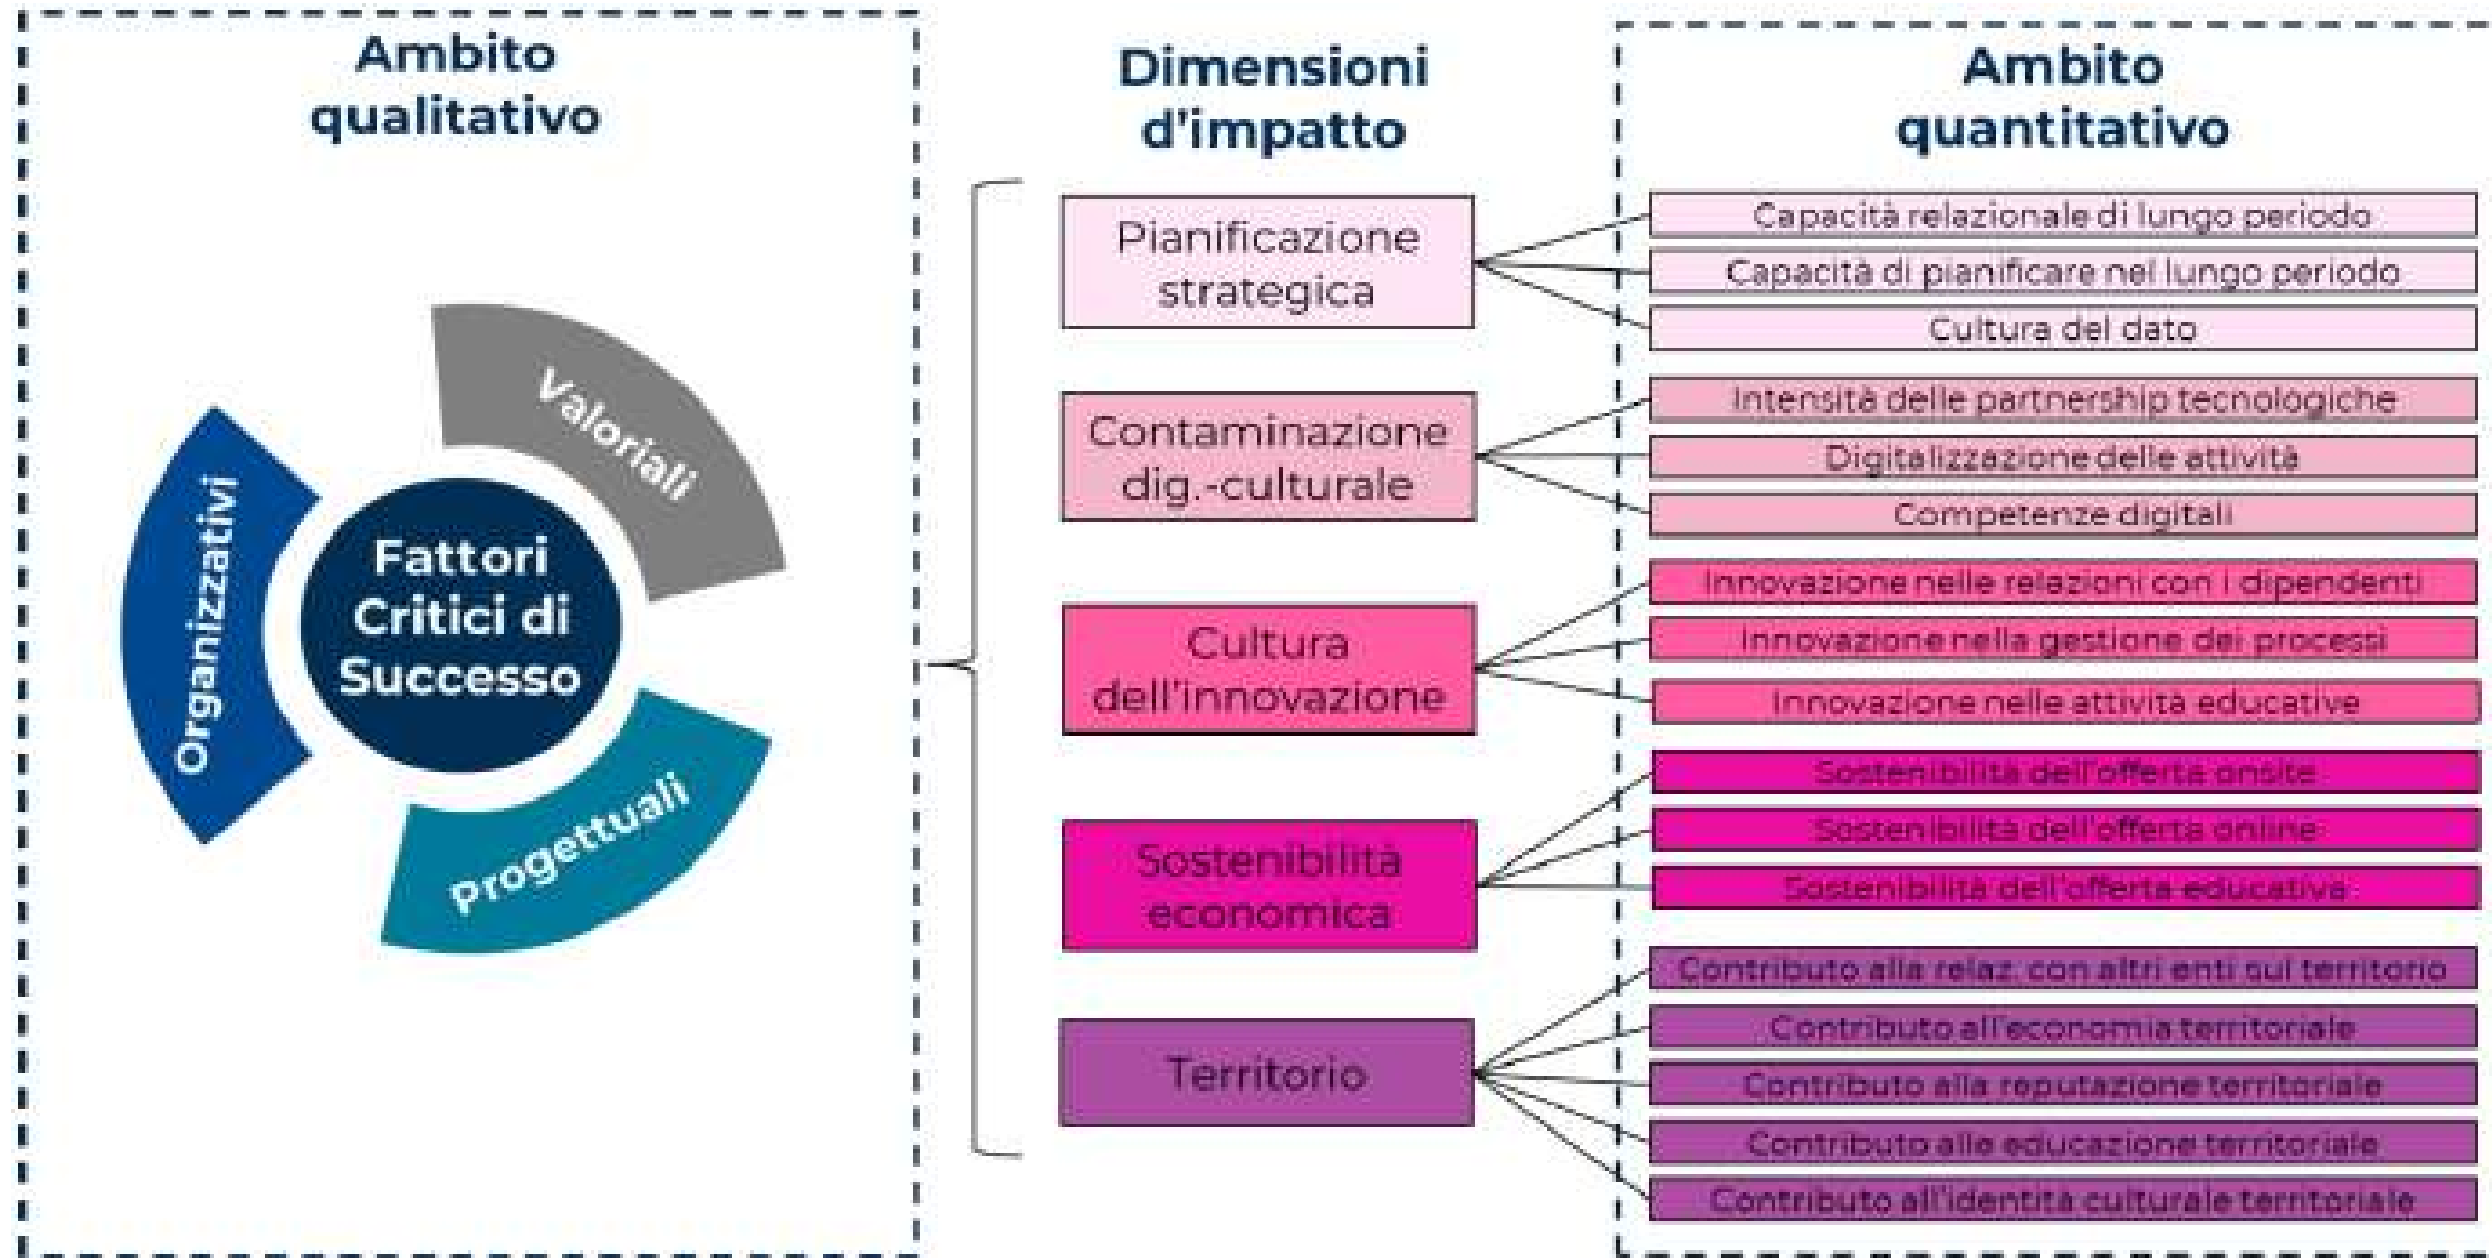 Ambito
qualitativo
Valoriali
Organizzativi
Fattori
Critici di
Successo
Progettuali
Dimensioni
d'impatto
Pianificazione
strategica
Contaminazione
dig.-culturale
Cultura
dell'innovazione
Sostenibilità
economica
Territorio
Ambito
quantitativo
Capacità relazionale di lungo periodo
Capacità di pianificare nel lungo periodo
Cultura del dato
Intensità delle partnership tecnologiche
Digitalizzazione delle attività
Competenze digitali
Innovazione nelle relazioni con i dipendenti
Innovazione nella gestione dei processi
Innovazione nelle attività educative
Sostenibilità dell'offerta onsite
Sostenibilità dell'offerta online
Sostenibilità dell'offerta educativa
Contributo alla relaz. con altri enti sul territorio
Contributo all'economia territoriale
Contributo alla reputazione territoriale
Contributo alle educazione territoriale
Contributo all'identità culturale territoriale